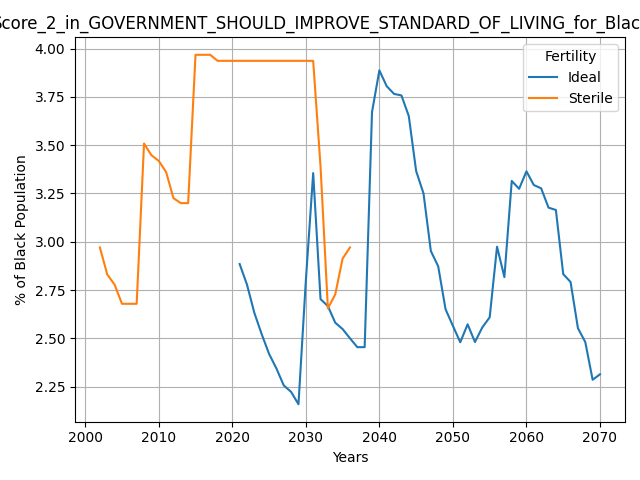 Score_2_in_GOVERNMENT_SHOULD_IMPROVE_STANDARD_OF_LIVING_for_Blac
Fertility
Ideal
Sterile
4.00
3.75
3.50
3.25
3.00
2.75
2.50
2.25
% of Black Population
2000 2010 2020 2030 2040 2050 2060 2070
Years